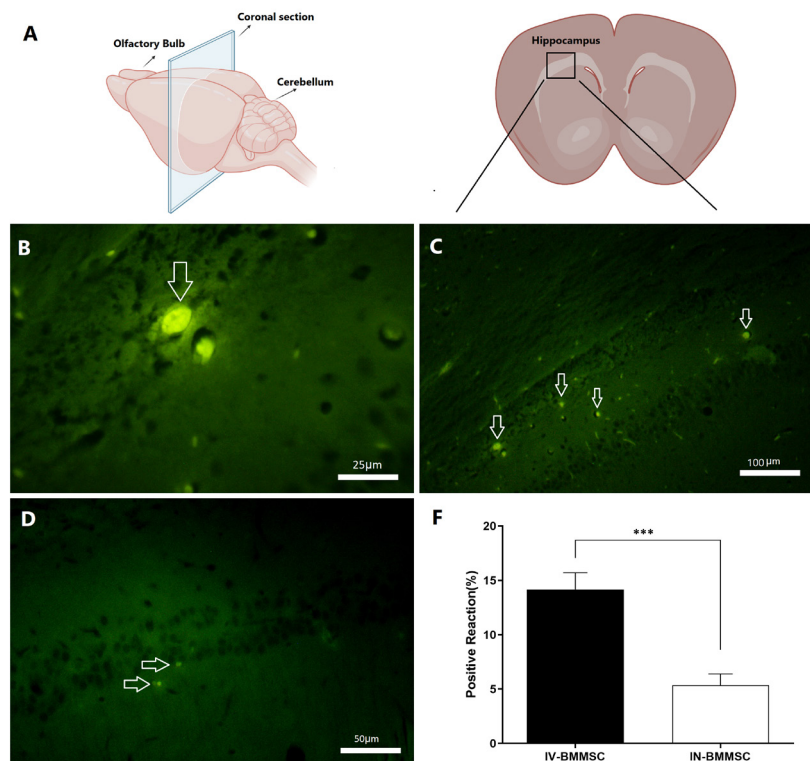 A
Coronal section
Olfactory Bulb
Cerebellum
Hippocampus
B
25µm
C
100 µm
D
50µm
F
***
Positive Reaction(%)
20
15
10
5
0
IV-BMMSC
IN-BMMSC